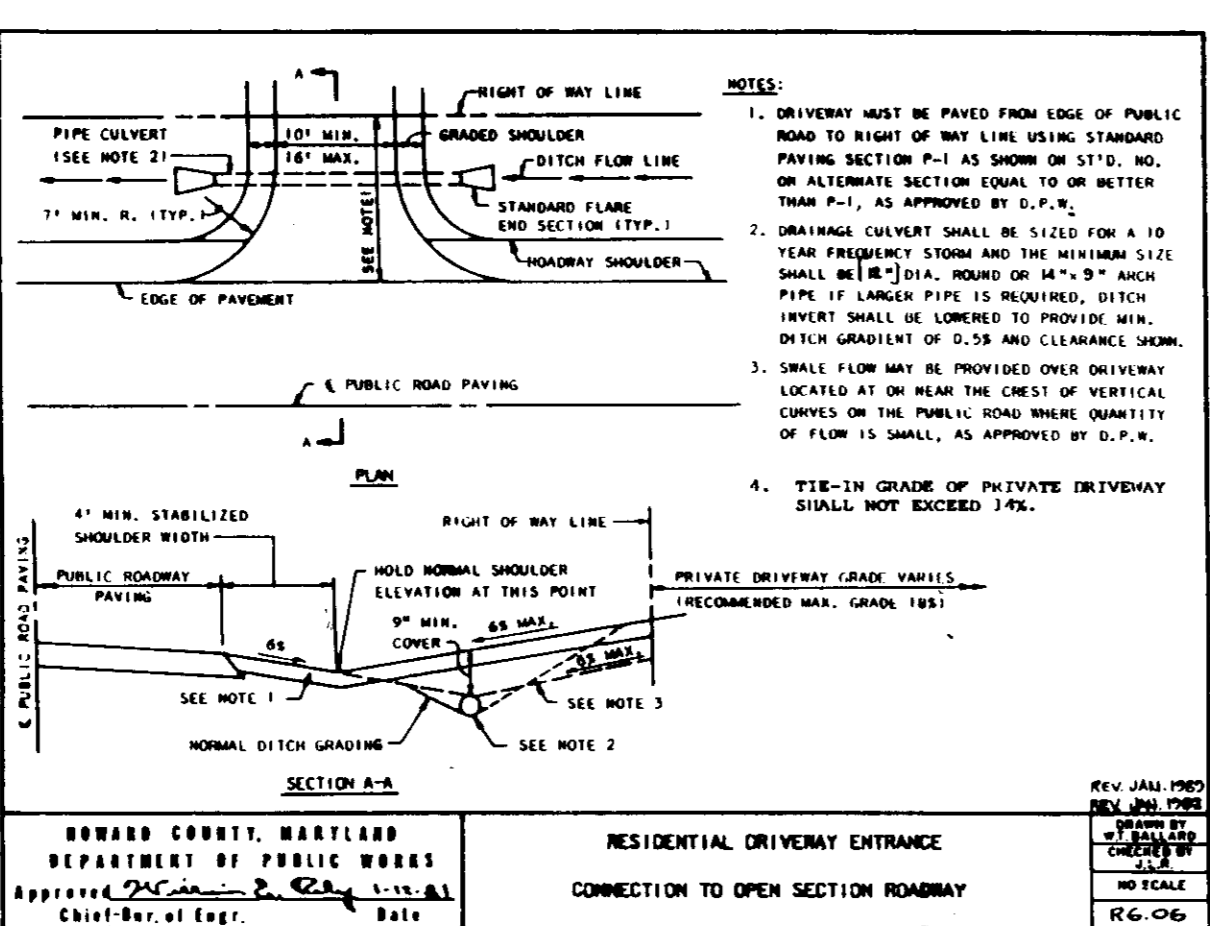 A
RIGHT OF WAY LINE
PIPE CULVERT
(SEE NOTE 2)
10' MIN.
16' MAX.
GRADED SHOULDER
DITCH FLOW LINE
7' MIN. R. (TYP.)
SEE NOTE 1
STANDARD FLARE
END SECTION (TYP.)
ROADWAY SHOULDER
EDGE OF PAVEMENT
℄ PUBLIC ROAD PAVING
A
PLAN
NOTES:
1. DRIVEWAY MUST BE PAVED FROM EDGE OF PUBLIC
ROAD TO RIGHT OF WAY LINE USING STANDARD
PAVING SECTION P-1 AS SHOWN ON ST'D. NO.
OR ALTERNATE SECTION EQUAL TO OR BETTER
THAN P-1, AS APPROVED BY D.P.W.
2. DRAINAGE CULVERT SHALL BE SIZED FOR A 10
YEAR FREQUENCY STORM AND THE MINIMUM SIZE
SHALL BE [12"] DIA. ROUND OR 14"x 9" ARCH
PIPE IF LARGER PIPE IS REQUIRED, DITCH
INVERT SHALL BE LOWERED TO PROVIDE MIN.
DITCH GRADIENT OF 0.5% AND CLEARANCE SHOWN.
3. SWALE FLOW MAY BE PROVIDED OVER DRIVEWAY
LOCATED AT OR NEAR THE CREST OF VERTICAL
CURVES ON THE PUBLIC ROAD WHERE QUANTITY
OF FLOW IS SMALL, AS APPROVED BY D.P.W.
4. TIE-IN GRADE OF PRIVATE DRIVEWAY
SHALL NOT EXCEED 14%.
4' MIN. STABILIZED
SHOULDER WIDTH
RIGHT OF WAY LINE
℄ PUBLIC ROAD PAVING
PUBLIC ROADWAY
PAVING
HOLD NORMAL SHOULDER
ELEVATION AT THIS POINT
PRIVATE DRIVEWAY GRADE VARIES
(RECOMMENDED MAX. GRADE 18%)
9" MIN.
COVER
6% MAX.
6%
6% MAX.
SEE NOTE 1
SEE NOTE 3
NORMAL DITCH GRADING
SEE NOTE 2
SECTION A-A
REV. JAN. 1989
REV. JAN. 1983
HOWARD COUNTY, MARYLAND
DEPARTMENT OF PUBLIC WORKS
Approved
Chief-Bur. of Engr. Date
RESIDENTIAL DRIVEWAY ENTRANCE
CONNECTION TO OPEN SECTION ROADWAY
DRAWN BY
W.T. BALLARD
CHECKED BY
J.L.R.
NO SCALE
R6.06